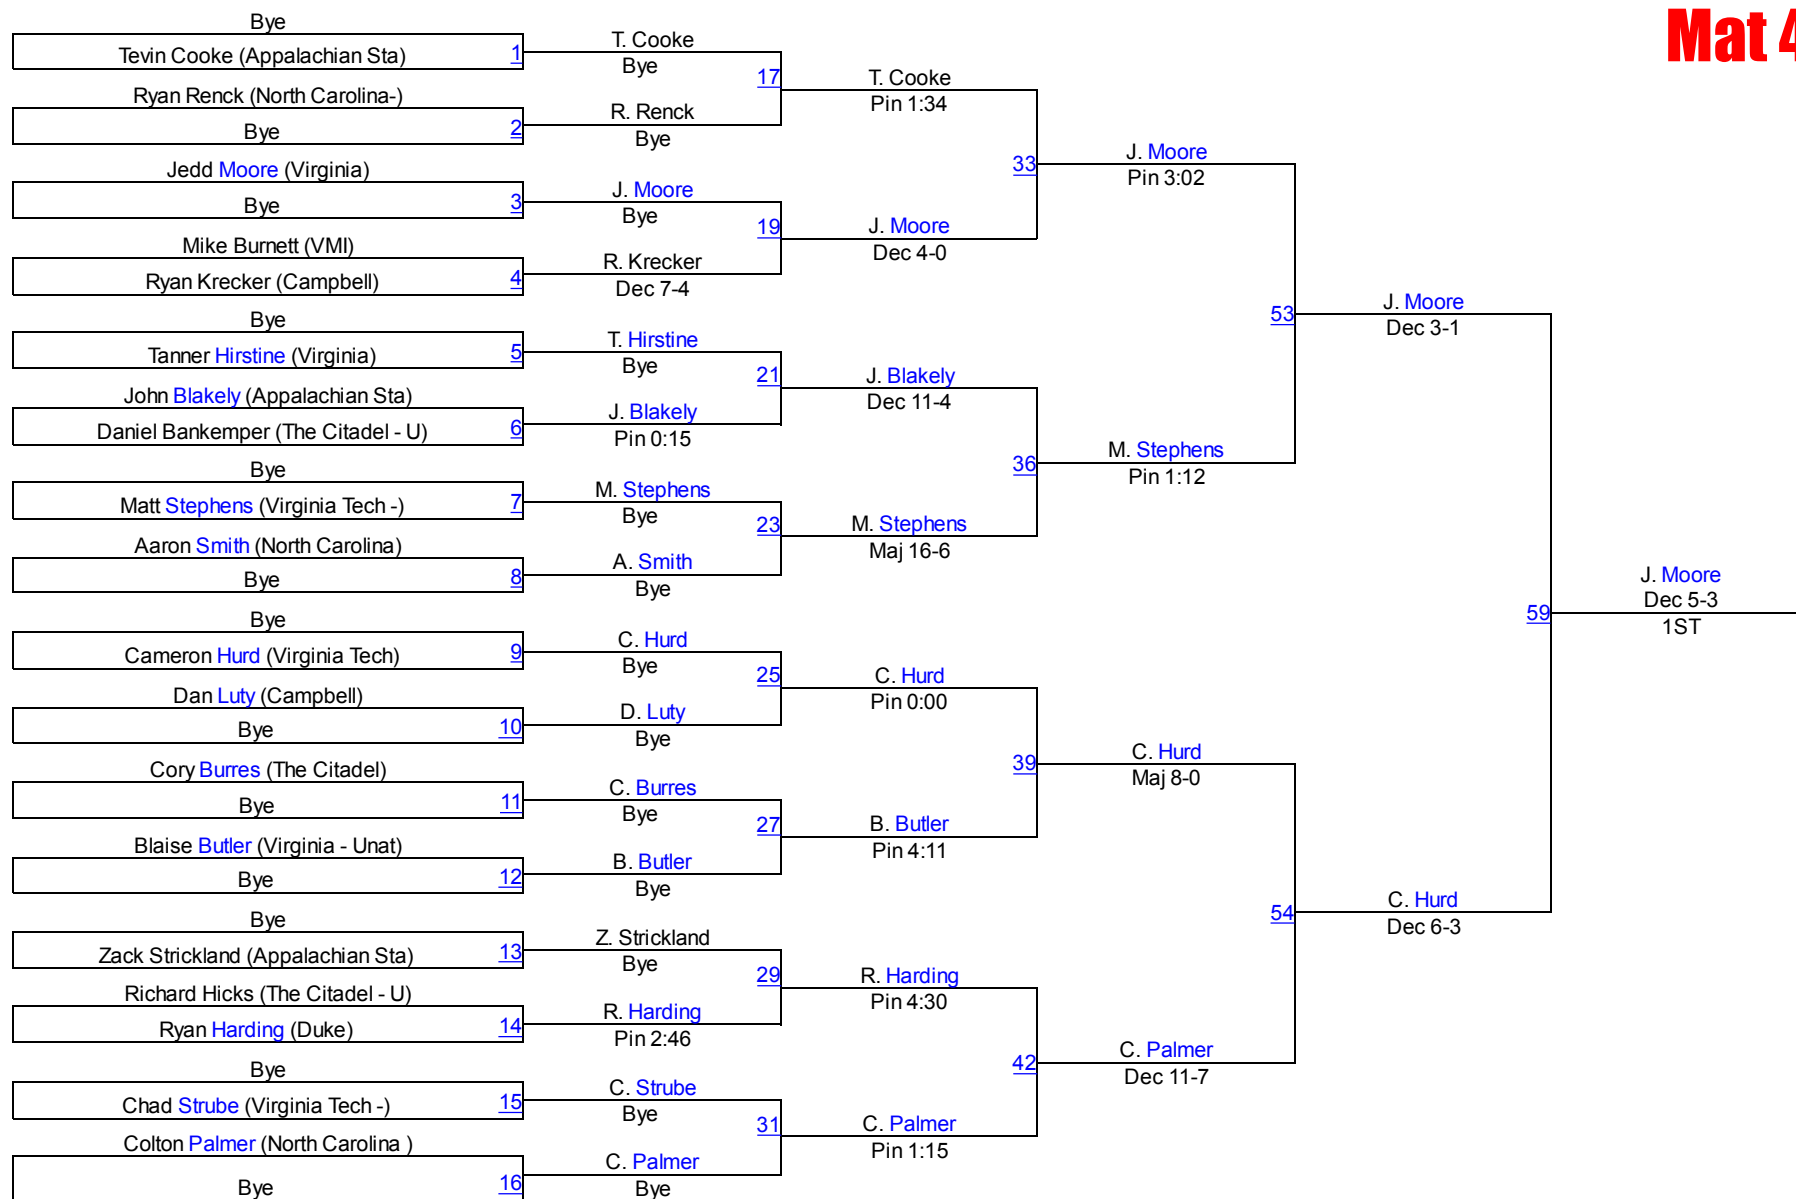 Mat 4
Bye
Tevin Cooke (Appalachian Sta)
1
Ryan Renck (North Carolina-)
Bye
2
Jedd Moore (Virginia)
Bye
3
Mike Burnett (VMI)
Ryan Krecker (Campbell)
4
Bye
Tanner Hirstine (Virginia)
5
John Blakely (Appalachian Sta)
Daniel Bankemper (The Citadel - U)
6
Bye
Matt Stephens (Virginia Tech -)
7
Aaron Smith (North Carolina)
Bye
8
Bye
Cameron Hurd (Virginia Tech)
9
Dan Luty (Campbell)
Bye
10
Cory Burres (The Citadel)
Bye
11
Blaise Butler (Virginia - Unat)
Bye
12
Bye
Zack Strickland (Appalachian Sta)
13
Richard Hicks (The Citadel - U)
Ryan Harding (Duke)
14
Bye
Chad Strube (Virginia Tech -)
15
Colton Palmer (North Carolina )
Bye
16
T. Cooke
Bye
17
R. Renck
Bye
J. Moore
Bye
19
R. Krecker
Dec 7-4
T. Hirstine
Bye
21
J. Blakely
Pin 0:15
M. Stephens
Bye
23
A. Smith
Bye
C. Hurd
Bye
25
D. Luty
Bye
C. Burres
Bye
27
B. Butler
Bye
Z. Strickland
Bye
29
R. Harding
Pin 2:46
C. Strube
Bye
31
C. Palmer
Bye
T. Cooke
Pin 1:34
33
J. Moore
Dec 4-0
J. Blakely
Dec 11-4
36
M. Stephens
Maj 16-6
C. Hurd
Pin 0:00
39
B. Butler
Pin 4:11
R. Harding
Pin 4:30
42
C. Palmer
Pin 1:15
J. Moore
Pin 3:02
53
M. Stephens
Pin 1:12
C. Hurd
Maj 8-0
54
C. Palmer
Dec 11-7
J. Moore
Dec 3-1
59
C. Hurd
Dec 6-3
J. Moore
Dec 5-3
1ST